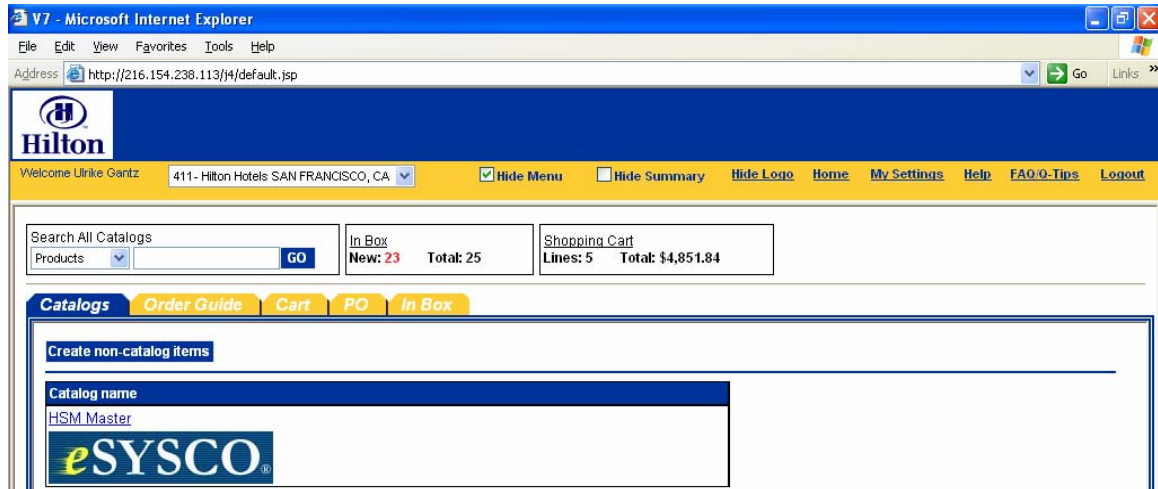 V7 - Microsoft Internet Explorer
File Edit View Favorites Tools Help
Address http://216.154.238.113/j4/default.jsp Go Links »
Hilton
Welcome Ulrike Gantz 411- Hilton Hotels SAN FRANCISCO, CA Hide Menu Hide Summary Hide Logo Home My Settings Help FAQ/Q-Tips Logout
Search All Catalogs In Box Shopping Cart
Products GO New: 23 Total: 25 Lines: 5 Total: $4,851.84
Catalogs Order Guide Cart PO In Box
Create non-catalog items
Catalog name
HSM Master
eSYSCO®